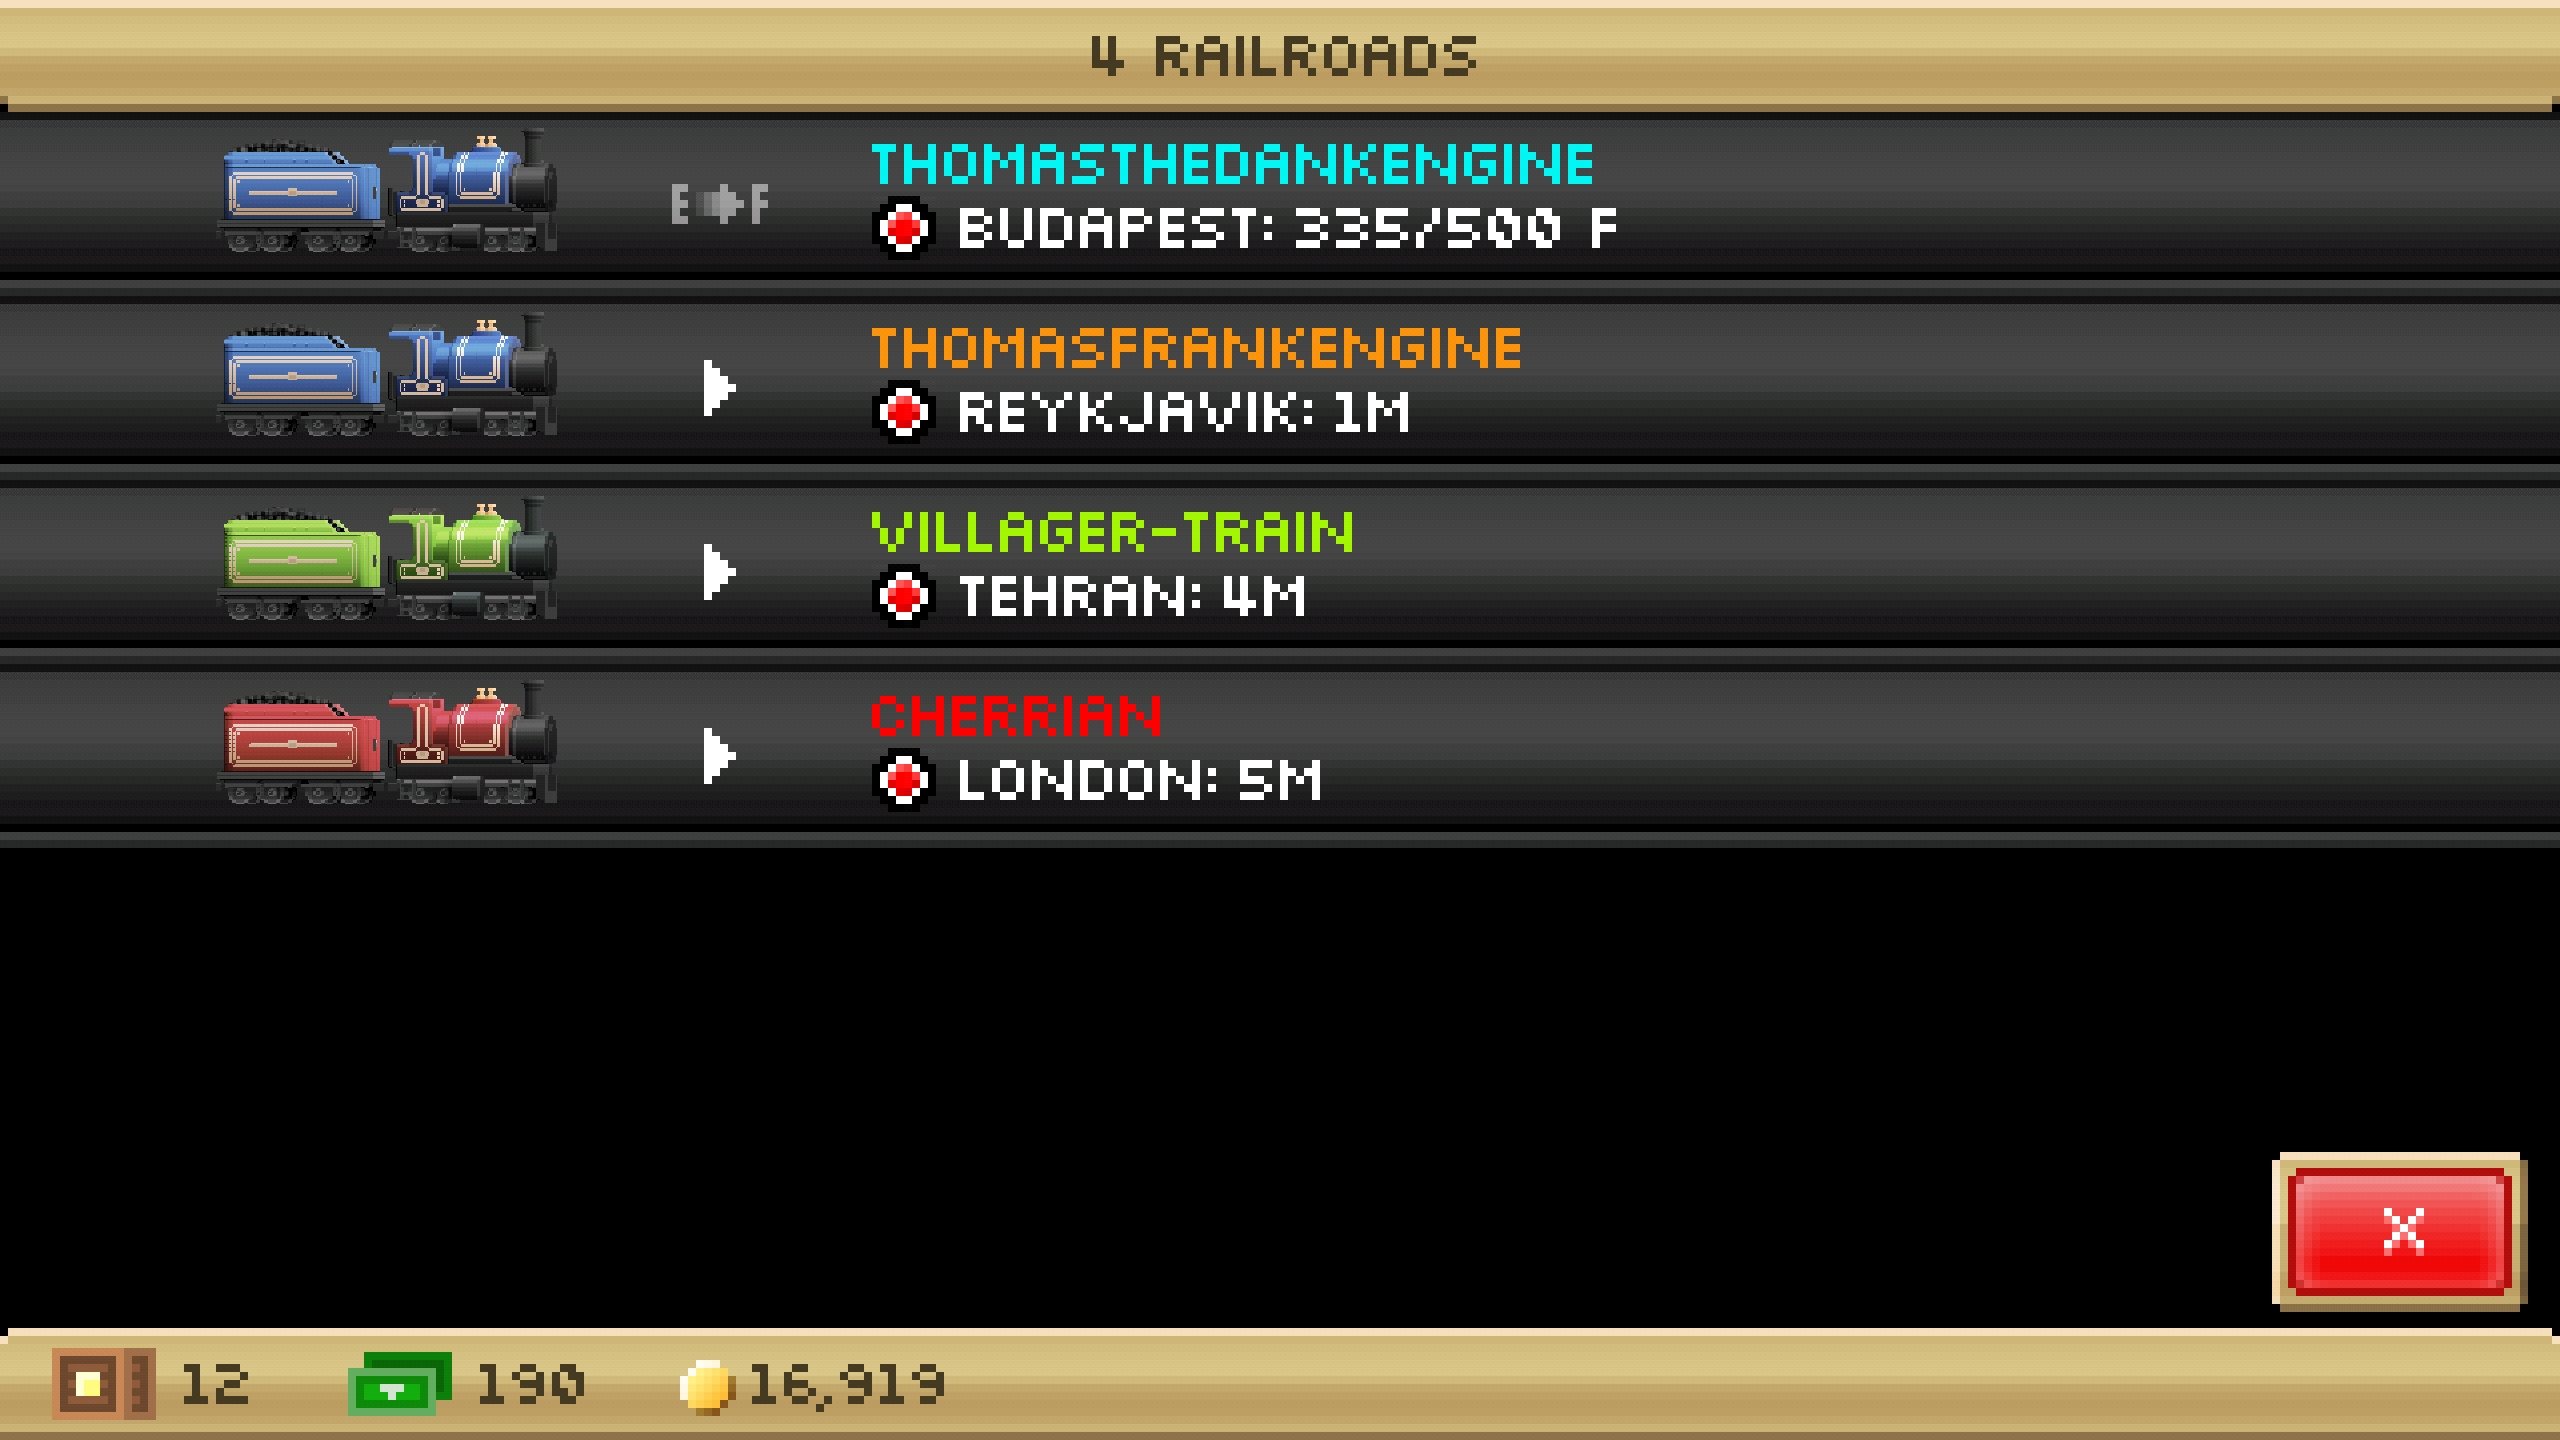 4 RAILROADS
THOMASTHEDANKENGINE
E F
BUDAPEST: 335/500 F
THOMASFRANKENGINE
REYKJAVIK: 1M
VILLAGER-TRAIN
TEHRAN: 4M
CHERRIAN
LONDON: 5M
X
12 190 16,919